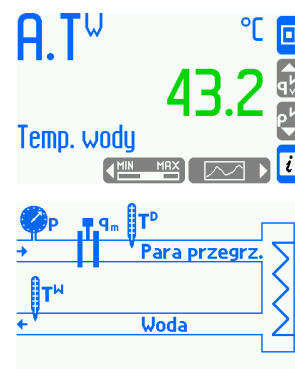 A.Tᵂ °C
43.2
Temp. wody
MIN MAX
i
P qₘ Tᴰ
Para przegrz.
Tᵂ
Woda